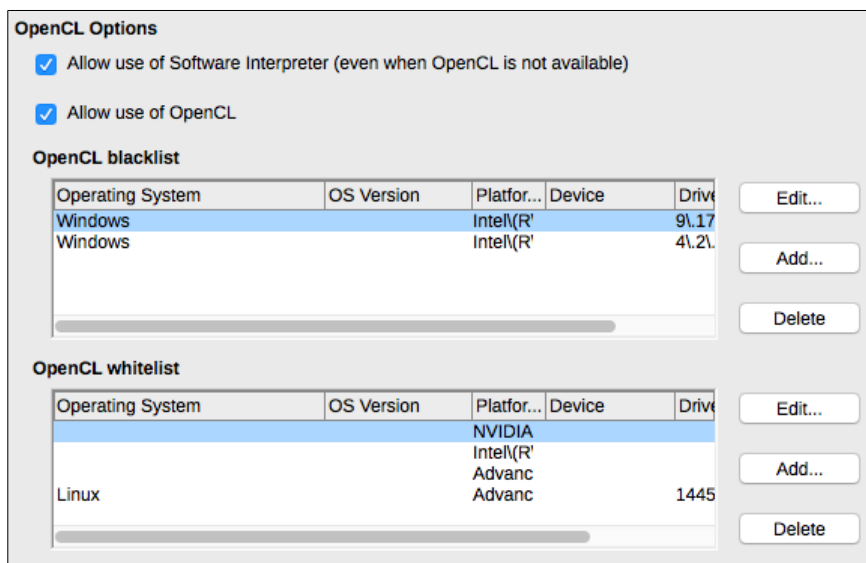 OpenCL Options
Allow use of Software Interpreter (even when OpenCL is not available)
Allow use of OpenCL
OpenCL blacklist
Operating System OS Version Platfor... Device Drive
Windows Intel\(R' 9\.17
Windows Intel\(R' 4\.2\.
Edit...
Add...
Delete
OpenCL whitelist
Operating System OS Version Platfor... Device Drive
NVIDIA
Intel\(R'
Advanc
Linux Advanc 1445
Edit...
Add...
Delete